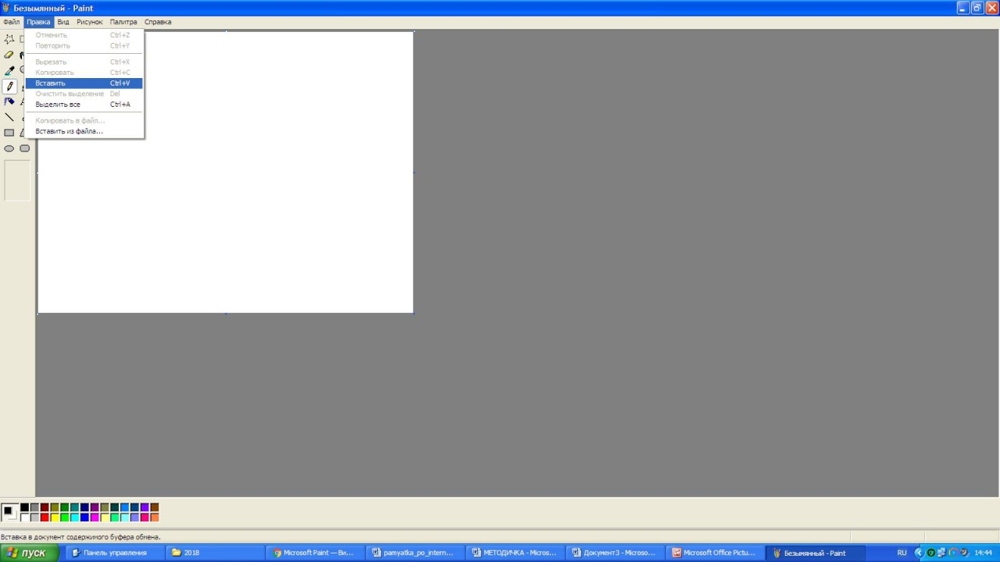 Безымянный - Paint
Файл Правка Вид Рисунок Палитра Справка
Отменить Ctrl+Z
Повторить Ctrl+Y
Вырезать Ctrl+X
Копировать Ctrl+C
Вставить Ctrl+V
Очистить выделение Del
Выделить все Ctrl+A
Копировать в файл...
Вставить из файла...
Вставка в документ содержимого буфера обмена.
пуск Панель управления 2018 Microsoft Paint — Ви... pamyatka_po_intern... МЕТОДИЧКА - Micros... Документ3 - Microso... Microsoft Office Pictu... Безымянный - Paint RU 14:44